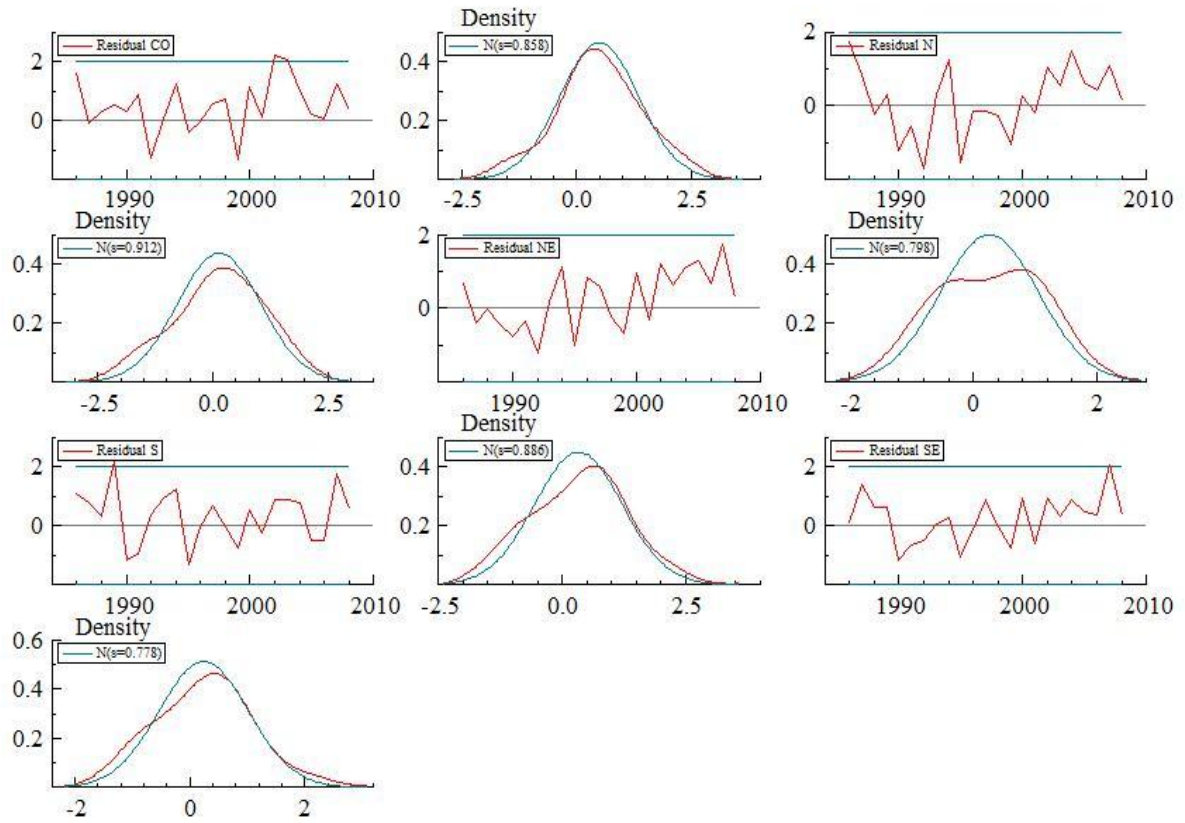 Residual CO
2
0
1990 2000 2010
Density
N(s=0.858)
0.4
0.2
-2.5 0.0 2.5
Residual N
2
0
1990 2000 2010
Density
N(s=0.912)
0.4
0.2
-2.5 0.0 2.5
Residual NE
2
0
1990 2000 2010
Density
N(s=0.798)
0.4
0.2
-2 0 2
Residual S
2
0
1990 2000 2010
Density
N(s=0.886)
0.4
0.2
-2.5 0.0 2.5
Residual SE
2
0
1990 2000 2010
Density
0.6
N(s=0.778)
0.4
0.2
-2 0 2